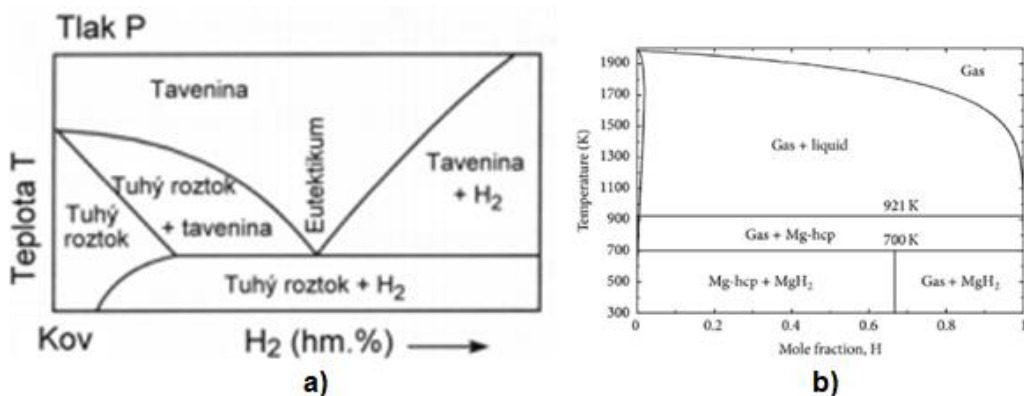 Tlak P
Tavenina
Eutektikum
Tavenina
+ H₂
Tuhý roztok
+ tavenina
Tuhý
roztok
Tuhý roztok + H₂
Teplota T
Kov
H₂ (hm.%)
a)
1900
1700
1500
1300
1100
900
700
500
300
Temperature (K)
Gas
Gas + liquid
921 K
Gas + Mg-hcp
700 K
Mg-hcp + MgH₂
Gas + MgH₂
0
0.2
0.4
0.6
0.8
1
Mole fraction, H
b)